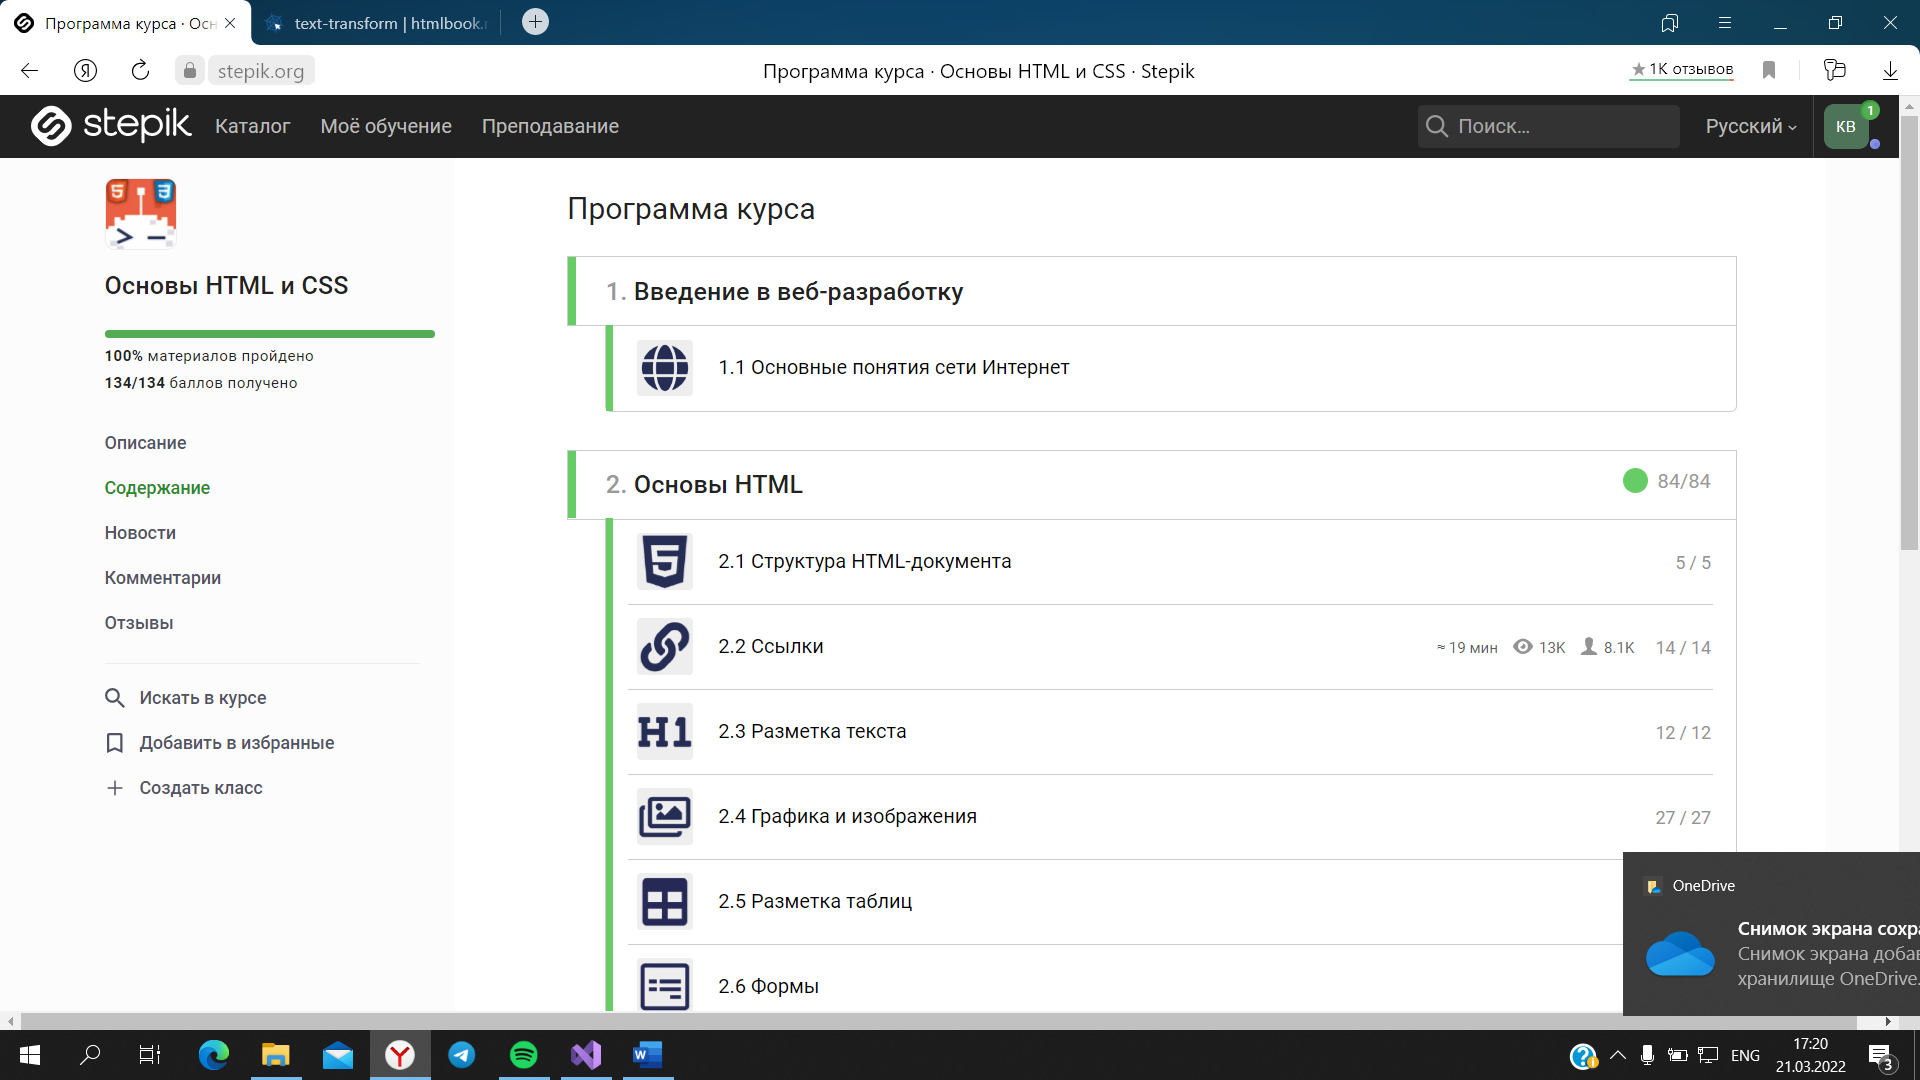 Программа курса · Осн
text-transform | htmlbook.
stepik.org
Программа курса · Основы HTML и CSS · Stepik
1K отзывов
stepik
Каталог
Моё обучение
Преподавание
Поиск...
Русский
КВ
1
Основы HTML и CSS
100% материалов пройдено
134/134 баллов получено
Описание
Содержание
Новости
Комментарии
Отзывы
Искать в курсе
Добавить в избранные
Создать класс
Программа курса
1. Введение в веб-разработку
1.1 Основные понятия сети Интернет
2. Основы HTML
84/84
2.1 Структура HTML-документа
5 / 5
2.2 Ссылки
≈ 19 мин 13K 8.1K 14 / 14
H1
2.3 Разметка текста
12 / 12
2.4 Графика и изображения
27 / 27
2.5 Разметка таблиц
2.6 Формы
OneDrive
Снимок экрана сохра
Снимок экрана добав
хранилище OneDrive.
ENG
17:20
21.03.2022
3